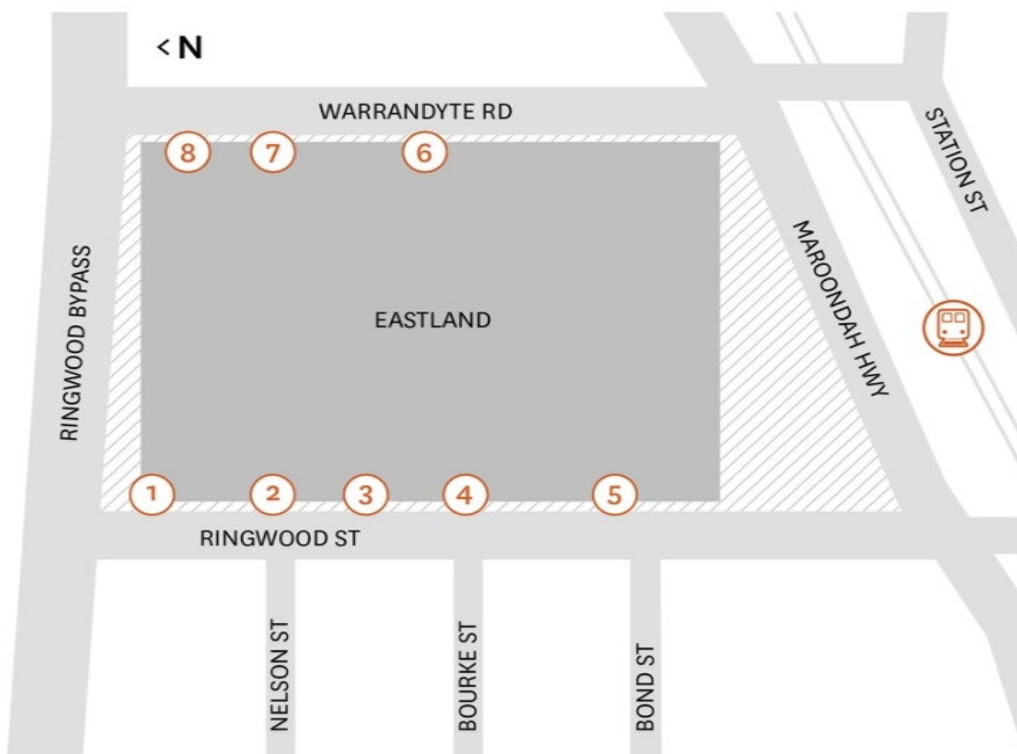 < N
WARRANDYTE RD
8
7
6
STATION ST
RINGWOOD BYPASS
EASTLAND
MAROONDAH HWY
1
2
3
4
5
RINGWOOD ST
NELSON ST
BOURKE ST
BOND ST